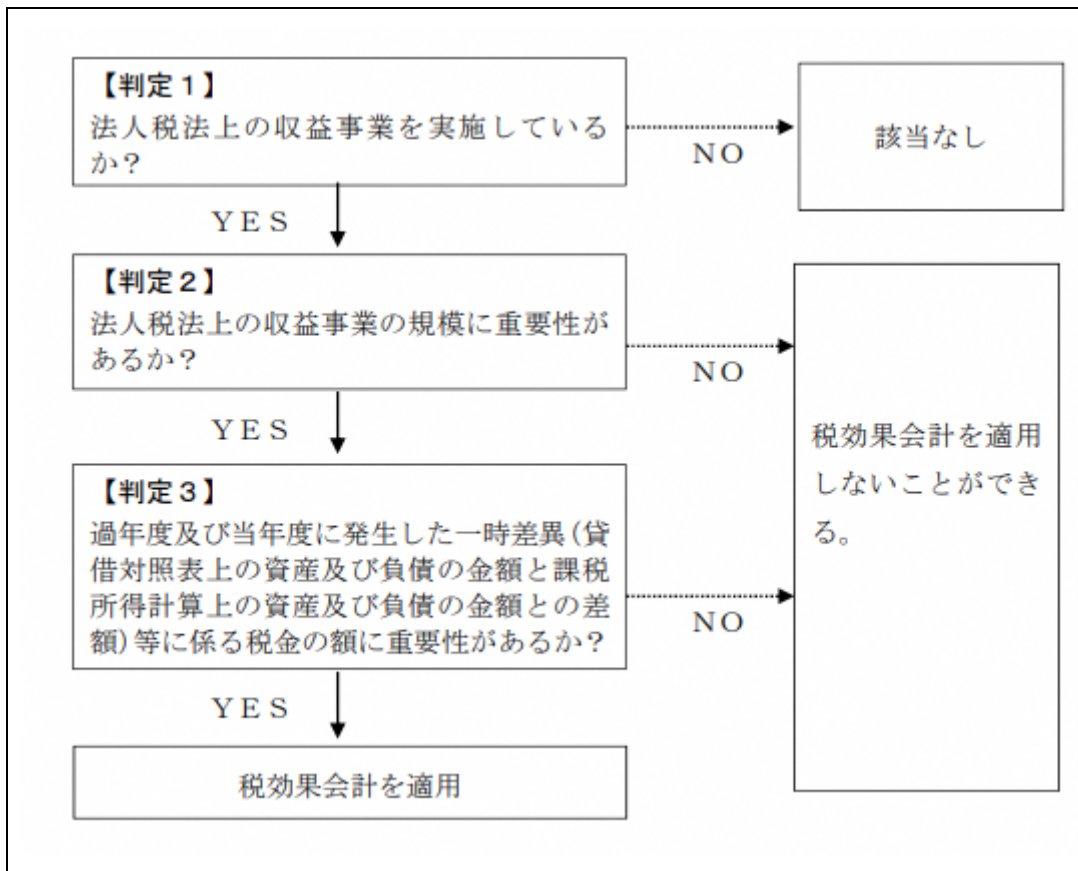 【判定１】
法人税法上の収益事業を実施している
か？
NO
該当なし
YES
【判定２】
法人税法上の収益事業の規模に重要性が
あるか？
NO
YES
【判定３】
過年度及び当年度に発生した一時差異（貸
借対照表上の資産及び負債の金額と課税
所得計算上の資産及び負債の金額との差
額）等に係る税金の額に重要性があるか？
NO
税効果会計を適用
しないことができ
る。
YES
税効果会計を適用